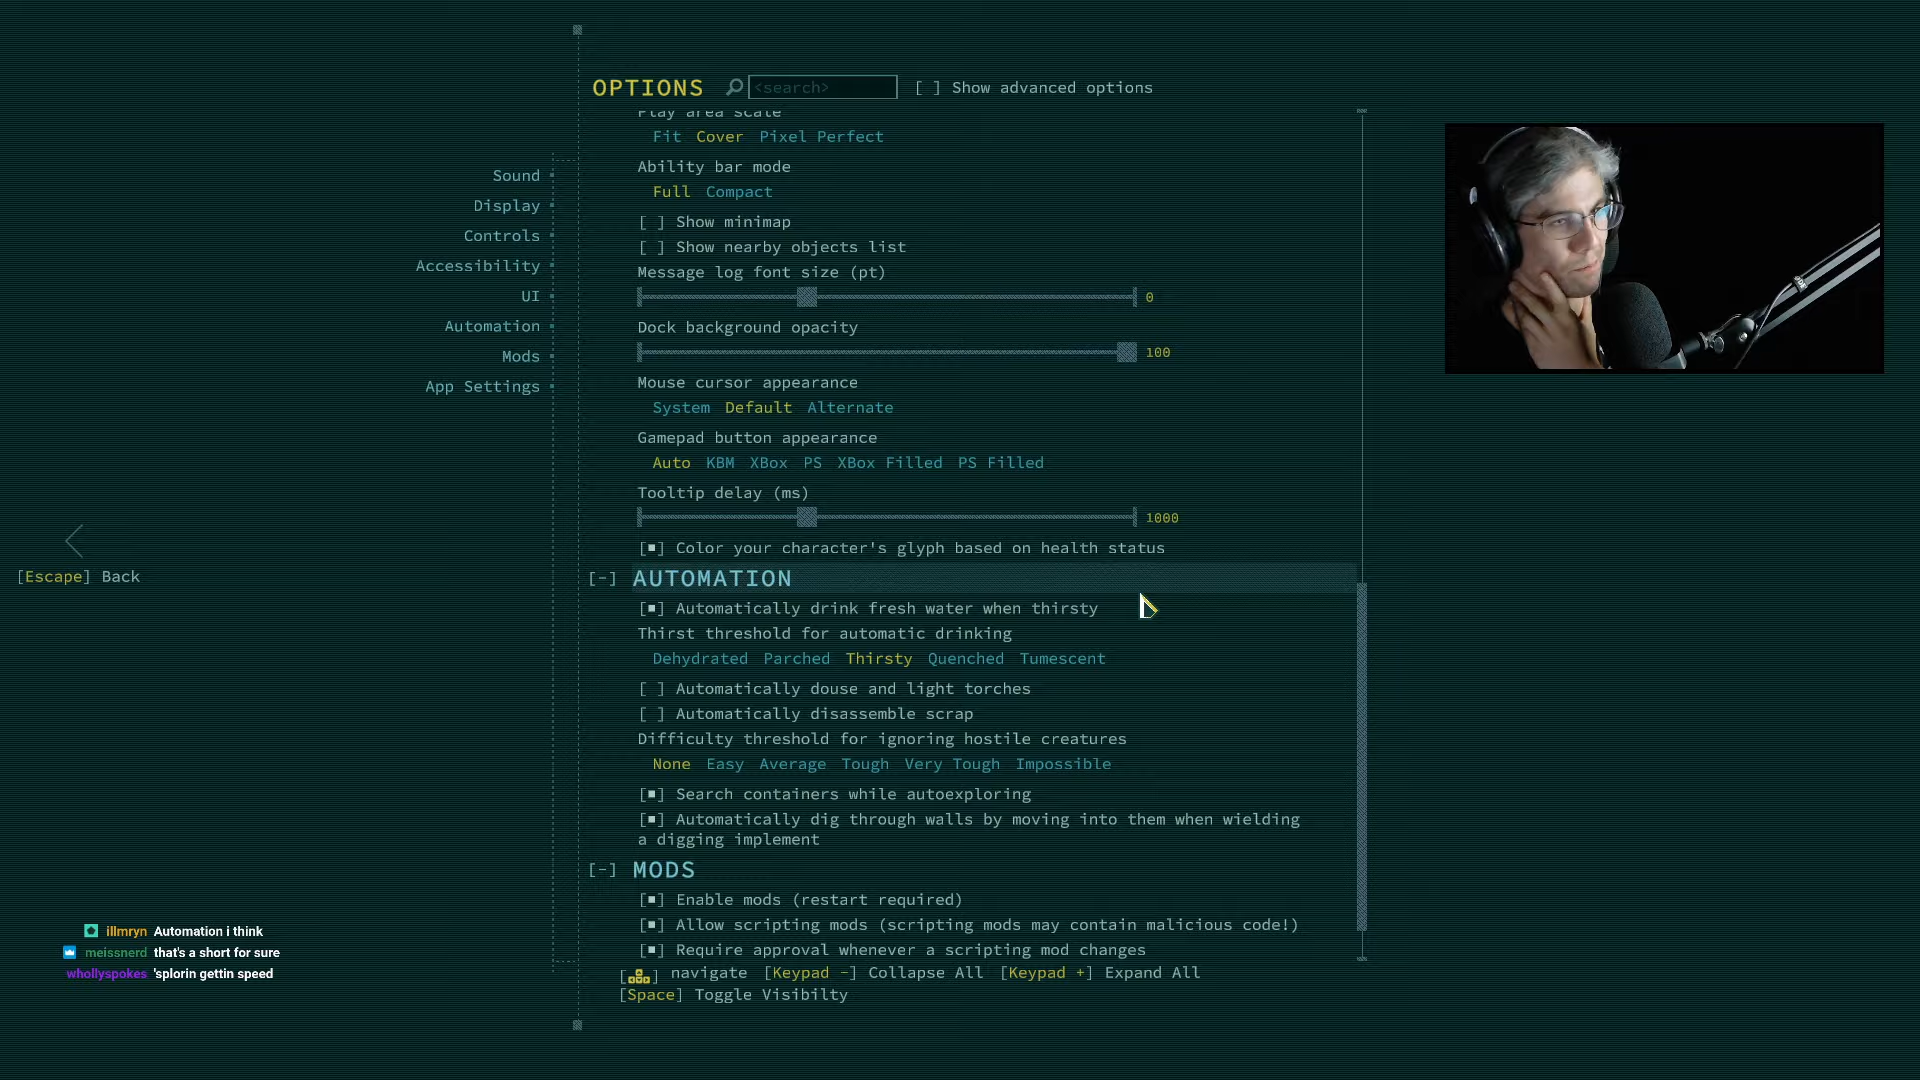 OPTIONS <search> [ ] Show advanced options
Play area scale
Fit Cover Pixel Perfect
Ability bar mode
Full Compact
[ ] Show minimap
[ ] Show nearby objects list
Message log font size (pt)
0
Dock background opacity
100
Mouse cursor appearance
System Default Alternate
Gamepad button appearance
Auto KBM XBox PS XBox Filled PS Filled
Tooltip delay (ms)
1000
[■] Color your character's glyph based on health status
[-] AUTOMATION
[■] Automatically drink fresh water when thirsty
Thirst threshold for automatic drinking
Dehydrated Parched Thirsty Quenched Tumescent
[ ] Automatically douse and light torches
[ ] Automatically disassemble scrap
Difficulty threshold for ignoring hostile creatures
None Easy Average Tough Very Tough Impossible
[■] Search containers while autoexploring
[■] Automatically dig through walls by moving into them when wielding
a digging implement
[-] MODS
[■] Enable mods (restart required)
[■] Allow scripting mods (scripting mods may contain malicious code!)
[■] Require approval whenever a scripting mod changes
navigate [Keypad -] Collapse All [Keypad +] Expand All
[Space] Toggle Visibilty
Sound
Display
Controls
Accessibility
UI
Automation
Mods
App Settings
[Escape] Back
illmryn Automation i think
meissnerd that's a short for sure
whollyspokes 'splorin gettin speed